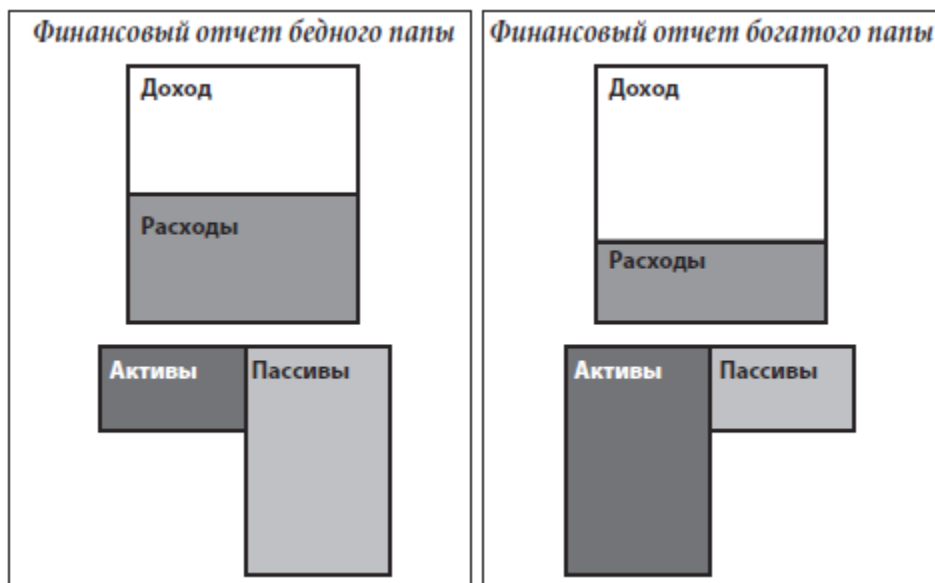 Финансовый отчет бедного папы
Доход
Расходы
Активы
Пассивы
Финансовый отчет богатого папы
Доход
Расходы
Активы
Пассивы